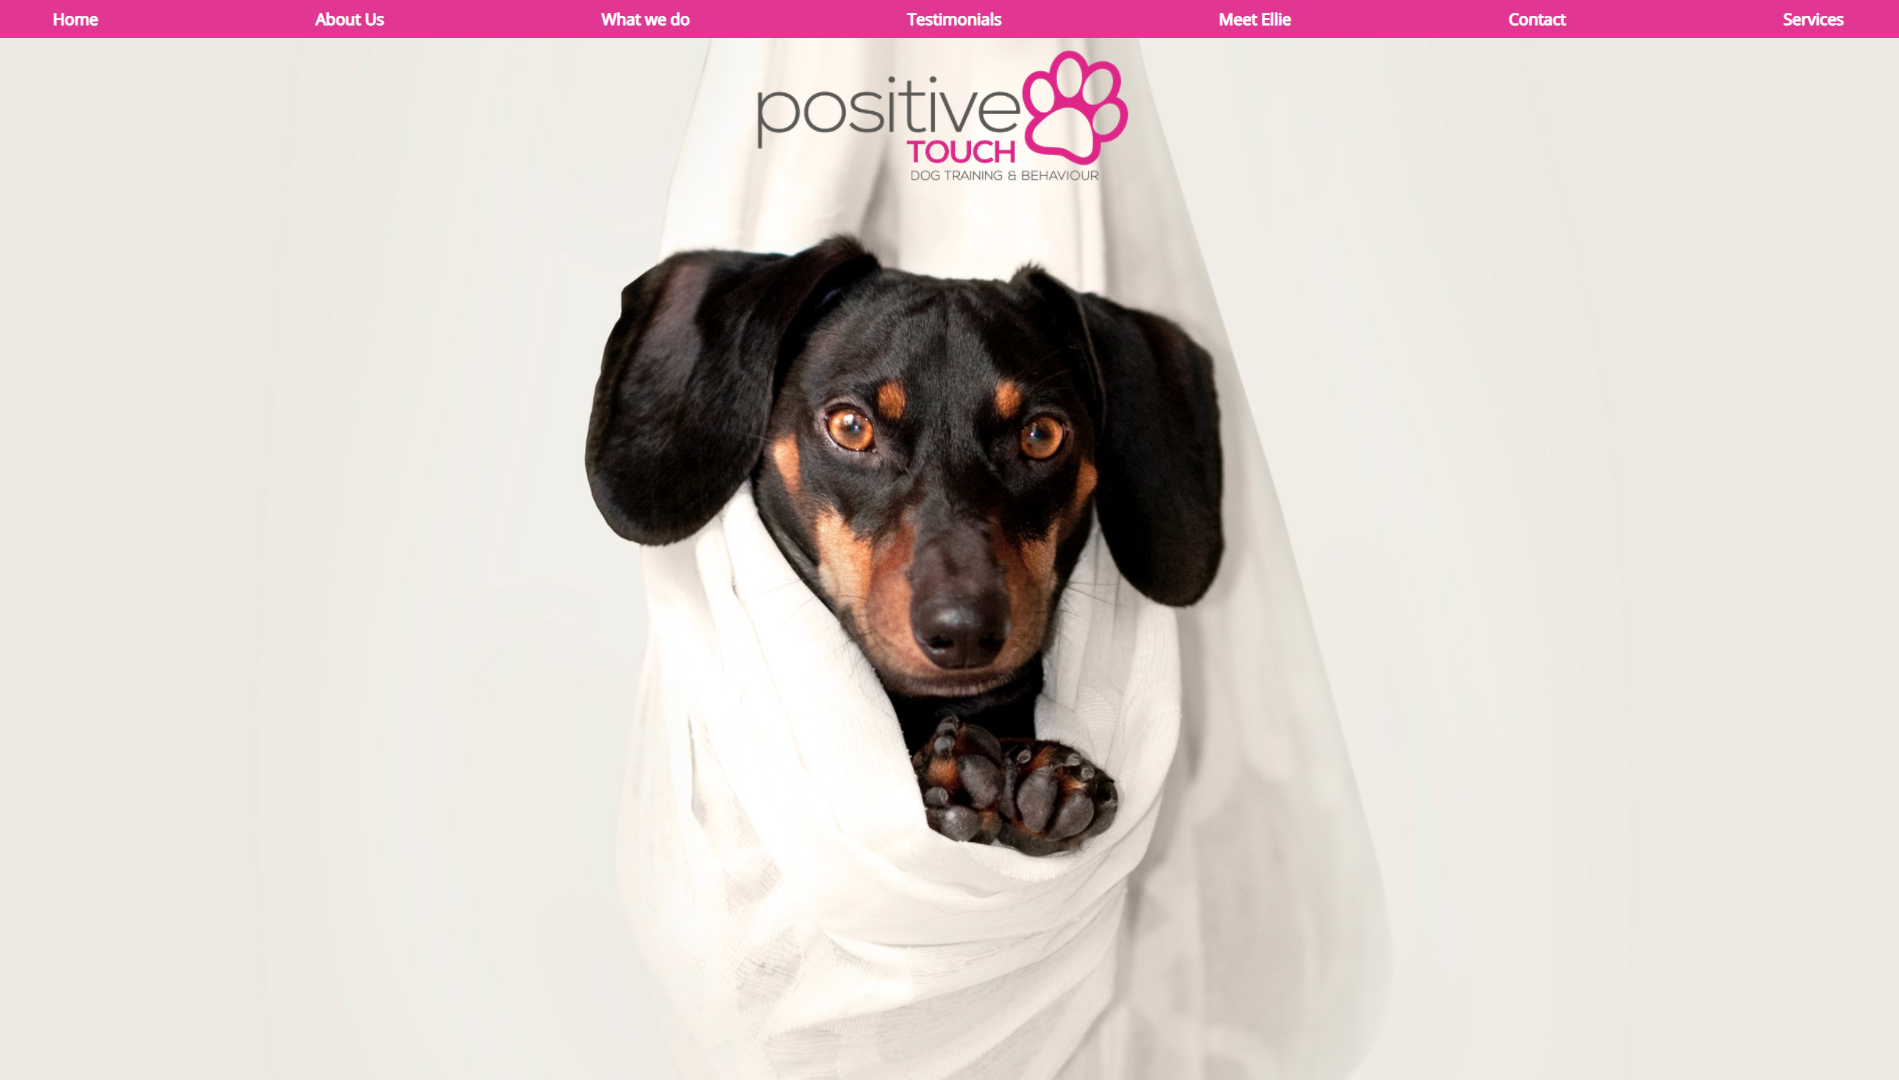 Home About Us What we do Testimonials Meet Ellie Contact Services
positive
TOUCH
DOG TRAINING & BEHAVIOUR